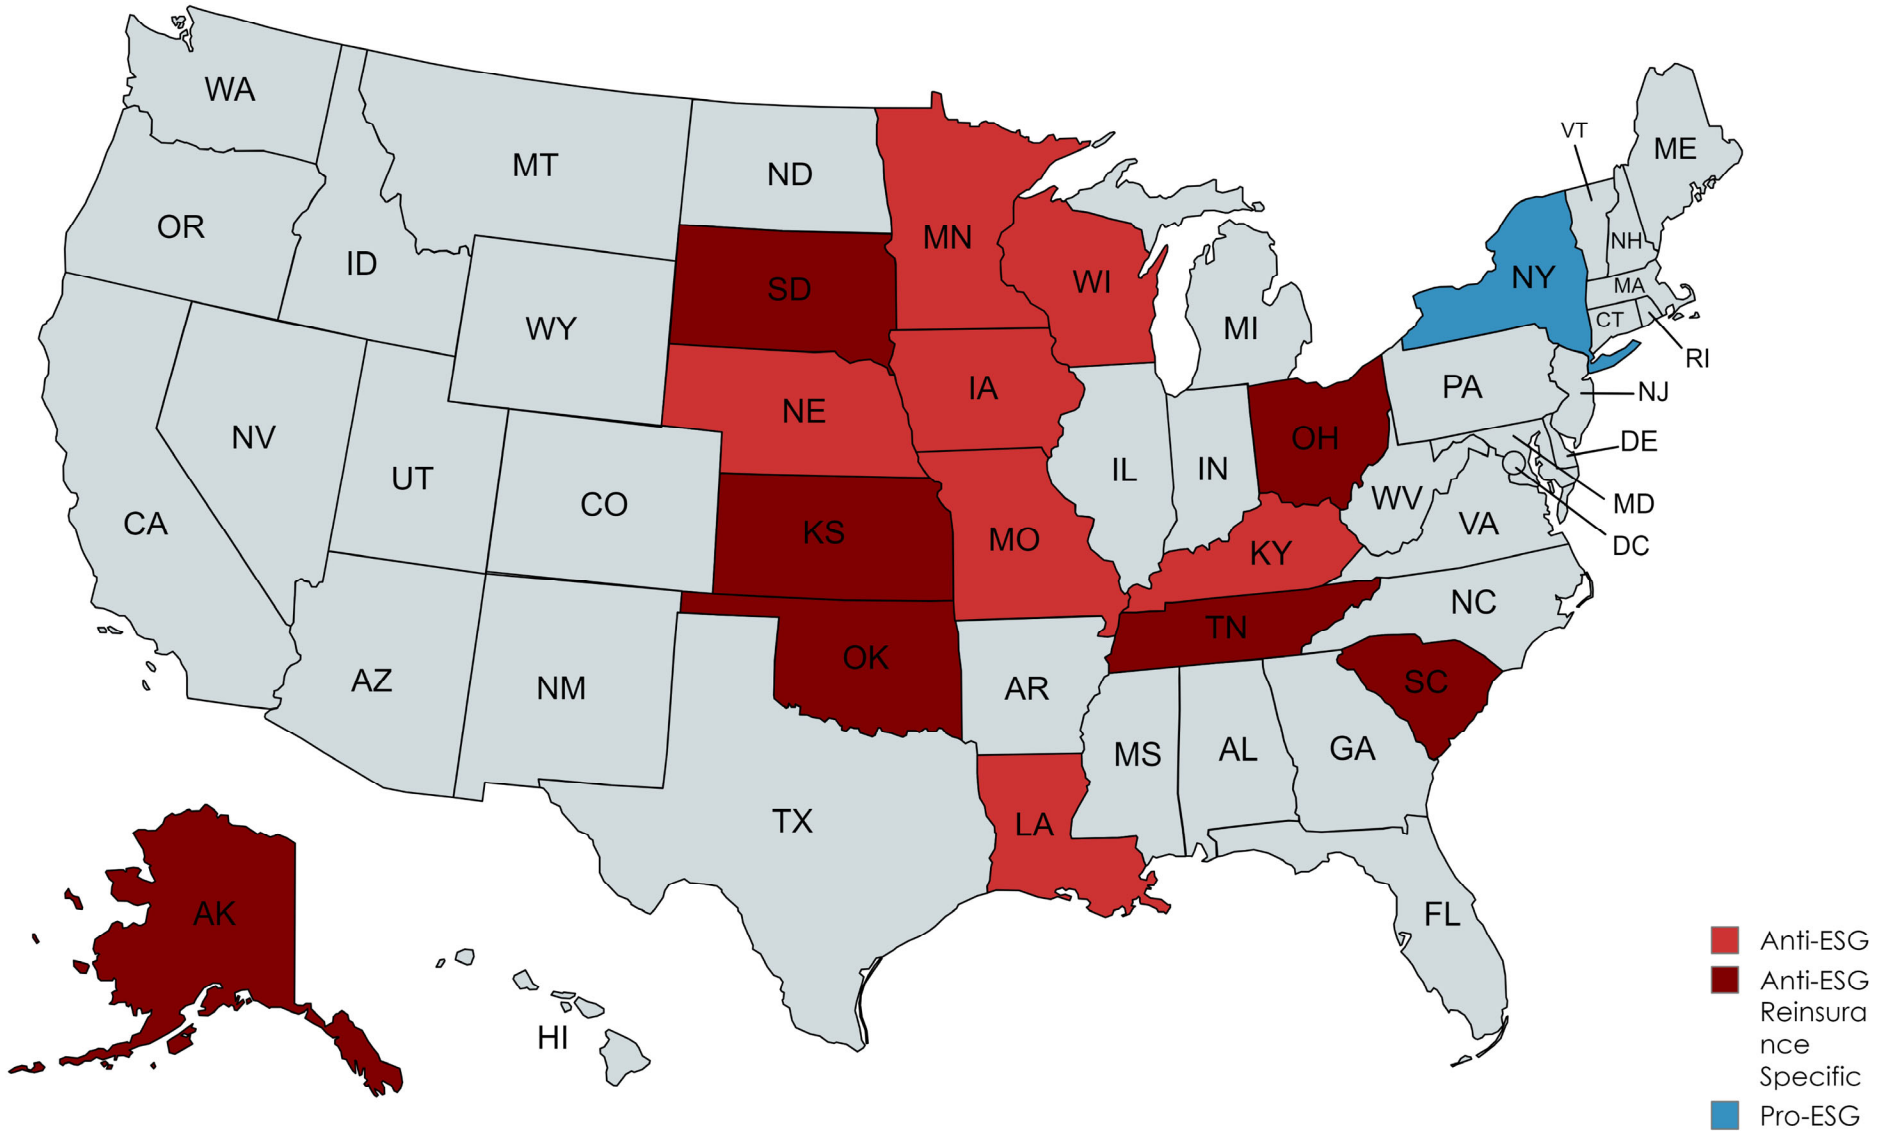 WA
MT
ND
MN
VT
ME
OR
ID
SD
WI
NY
NH
MA
WY
MI
CT
RI
NE
IA
PA
NJ
NV
UT
CO
IL
IN
OH
DE
CA
KS
MO
KY
WV
VA
MD
DC
NC
TN
AZ
NM
OK
AR
SC
TX
MS
AL
GA
LA
AK
FL
HI
Anti-ESG
Anti-ESG
Reinsura
nce
Specific
Pro-ESG